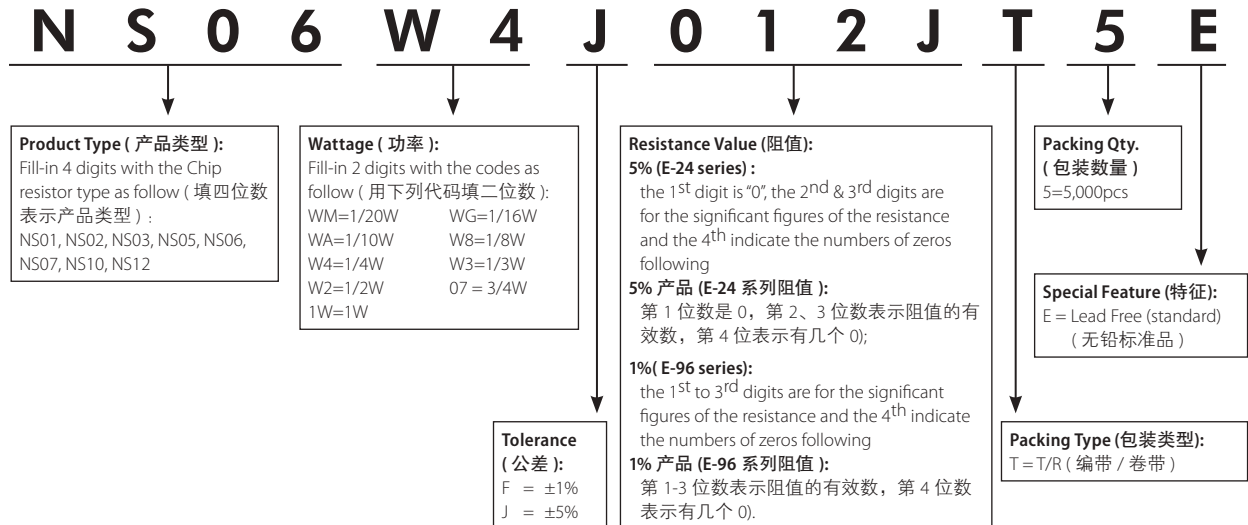 NS06W4J012JT5E
Product Type ( 产品类型 ):
Fill-in 4 digits with the Chip
resistor type as follow ( 填四位数
表示产品类型 ) :
NS01, NS02, NS03, NS05, NS06,
NS07, NS10, NS12
Wattage ( 功率 ):
Fill-in 2 digits with the codes as
follow ( 用下列代码填二位数 ):
WM=1/20W WG=1/16W
WA=1/10W W8=1/8W
W4=1/4W W3=1/3W
W2=1/2W 07 = 3/4W
1W=1W
Tolerance
( 公差 ):
F = ±1%
J = ±5%
Resistance Value (阻值):
5% (E-24 series) :
the 1st digit is "0", the 2nd & 3rd digits are
for the significant figures of the resistance
and the 4th indicate the numbers of zeros
following
5% 产品 (E-24 系列阻值 ):
第 1 位数是 0，第 2、3 位数表示阻值的有
效数，第 4 位表示有几个 0);
1%( E-96 series):
the 1st to 3rd digits are for the significant
figures of the resistance and the 4th indicate
the numbers of zeros following
1% 产品 (E-96 系列阻值 ):
第 1-3 位数表示阻值的有效数，第 4 位数
表示有几个 0).
Packing Type (包装类型):
T = T/R ( 编带 / 卷带 )
Packing Qty.
( 包装数量 )
5=5,000pcs
Special Feature (特征):
E = Lead Free (standard)
( 无铅标准品 )